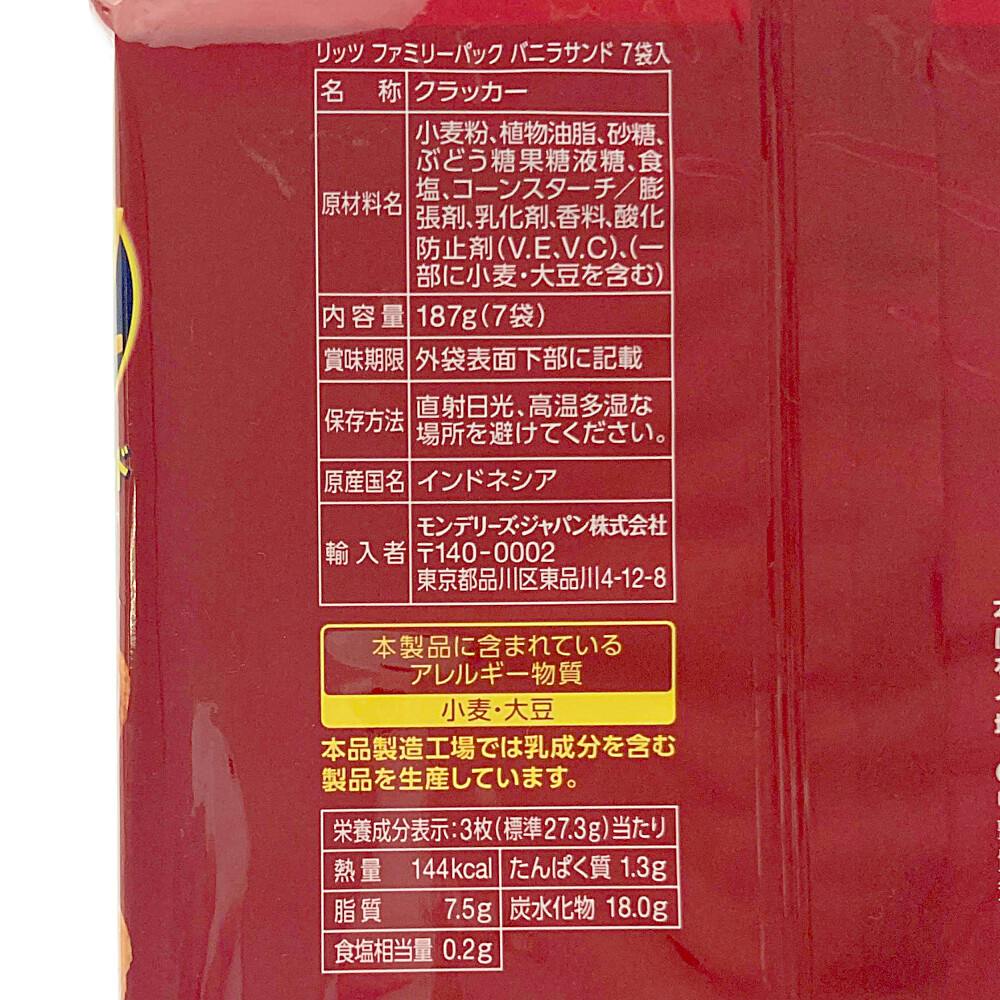 リッツ ファミリーパック バニラサンド 7袋入
名 称 クラッカー
原材料名
小麦粉、植物油脂、砂糖、
ぶどう糖果糖液糖、食
塩、コーンスターチ／膨
張剤、乳化剤、香料、酸化
防止剤(V.E、V.C)、(一
部に小麦・大豆を含む)
内容量 187g(7袋)
賞味期限 外袋表面下部に記載
保存方法
直射日光、高温多湿な
場所を避けてください。
原産国名 インドネシア
輸入者
モンデリーズ・ジャパン株式会社
〒140-0002
東京都品川区東品川4-12-8
本製品に含まれている
アレルギー物質
小麦・大豆
本品製造工場では乳成分を含む
製品を生産しています。
栄養成分表示：3枚(標準27.3g)当たり
熱量 144kcal たんぱく質 1.3g
脂質 7.5g 炭水化物 18.0g
食塩相当量 0.2g